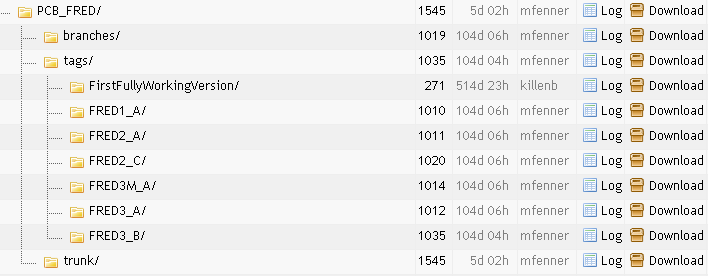 PCB_FRED/ 1545 5d 02h mfenner Log Download
branches/ 1019 104d 06h mfenner Log Download
tags/ 1035 104d 04h mfenner Log Download
FirstFullyWorkingVersion/ 271 514d 23h killenb Log Download
FRED1_A/ 1010 104d 06h mfenner Log Download
FRED2_A/ 1011 104d 06h mfenner Log Download
FRED2_C/ 1020 104d 06h mfenner Log Download
FRED3M_A/ 1014 104d 06h mfenner Log Download
FRED3_A/ 1012 104d 06h mfenner Log Download
FRED3_B/ 1035 104d 04h mfenner Log Download
trunk/ 1545 5d 02h mfenner Log Download